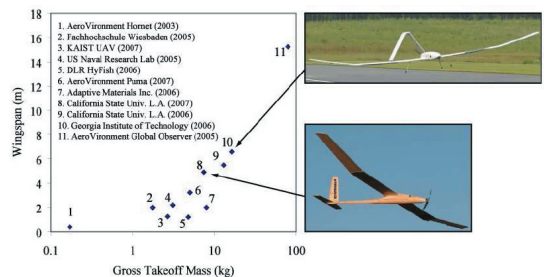 18
16
14
12
10
8
6
4
2
0
Wingspan (m)
1. AeroVironment Hornet (2003)
2. Fachhochschule Wiesbaden (2005)
3. KAIST UAV (2007)
4. US Naval Research Lab (2005)
5. DLR HyFish (2006)
6. AeroVironment Puma (2007)
7. Adaptive Materials Inc. (2006)
8. California State Univ. L.A. (2007)
9. California State Univ. L.A. (2006)
10. Georgia Institute of Technology (2006)
11. AeroVironment Global Observer (2005)
11
10
9
8
6
2 4
7
3 5
1
0.1 1 10 100
Gross Takeoff Mass (kg)